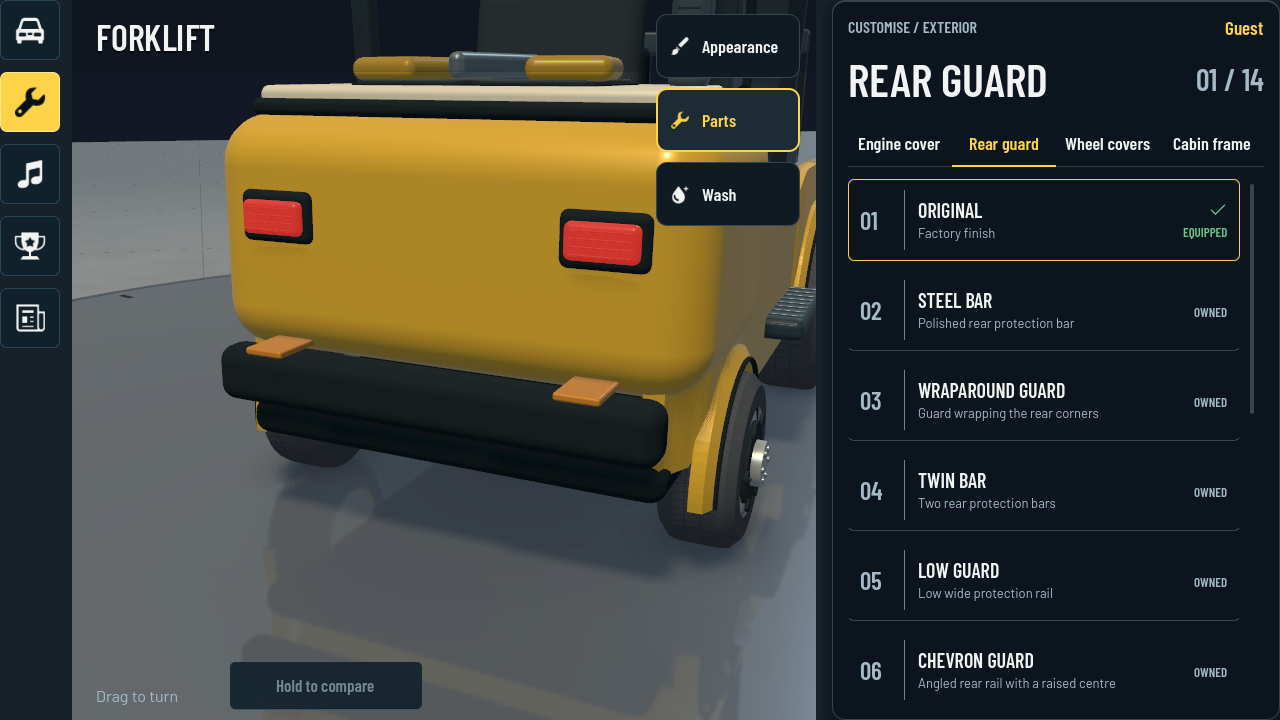 FORKLIFT
Appearance
Parts
Wash
Drag to turn
Hold to compare
CUSTOMISE / EXTERIOR
Guest
REAR GUARD
01 / 14
Engine cover
Rear guard
Wheel covers
Cabin frame
01
ORIGINAL
Factory finish
EQUIPPED
02
STEEL BAR
Polished rear protection bar
OWNED
03
WRAPAROUND GUARD
Guard wrapping the rear corners
OWNED
04
TWIN BAR
Two rear protection bars
OWNED
05
LOW GUARD
Low wide protection rail
OWNED
06
CHEVRON GUARD
Angled rear rail with a raised centre
OWNED